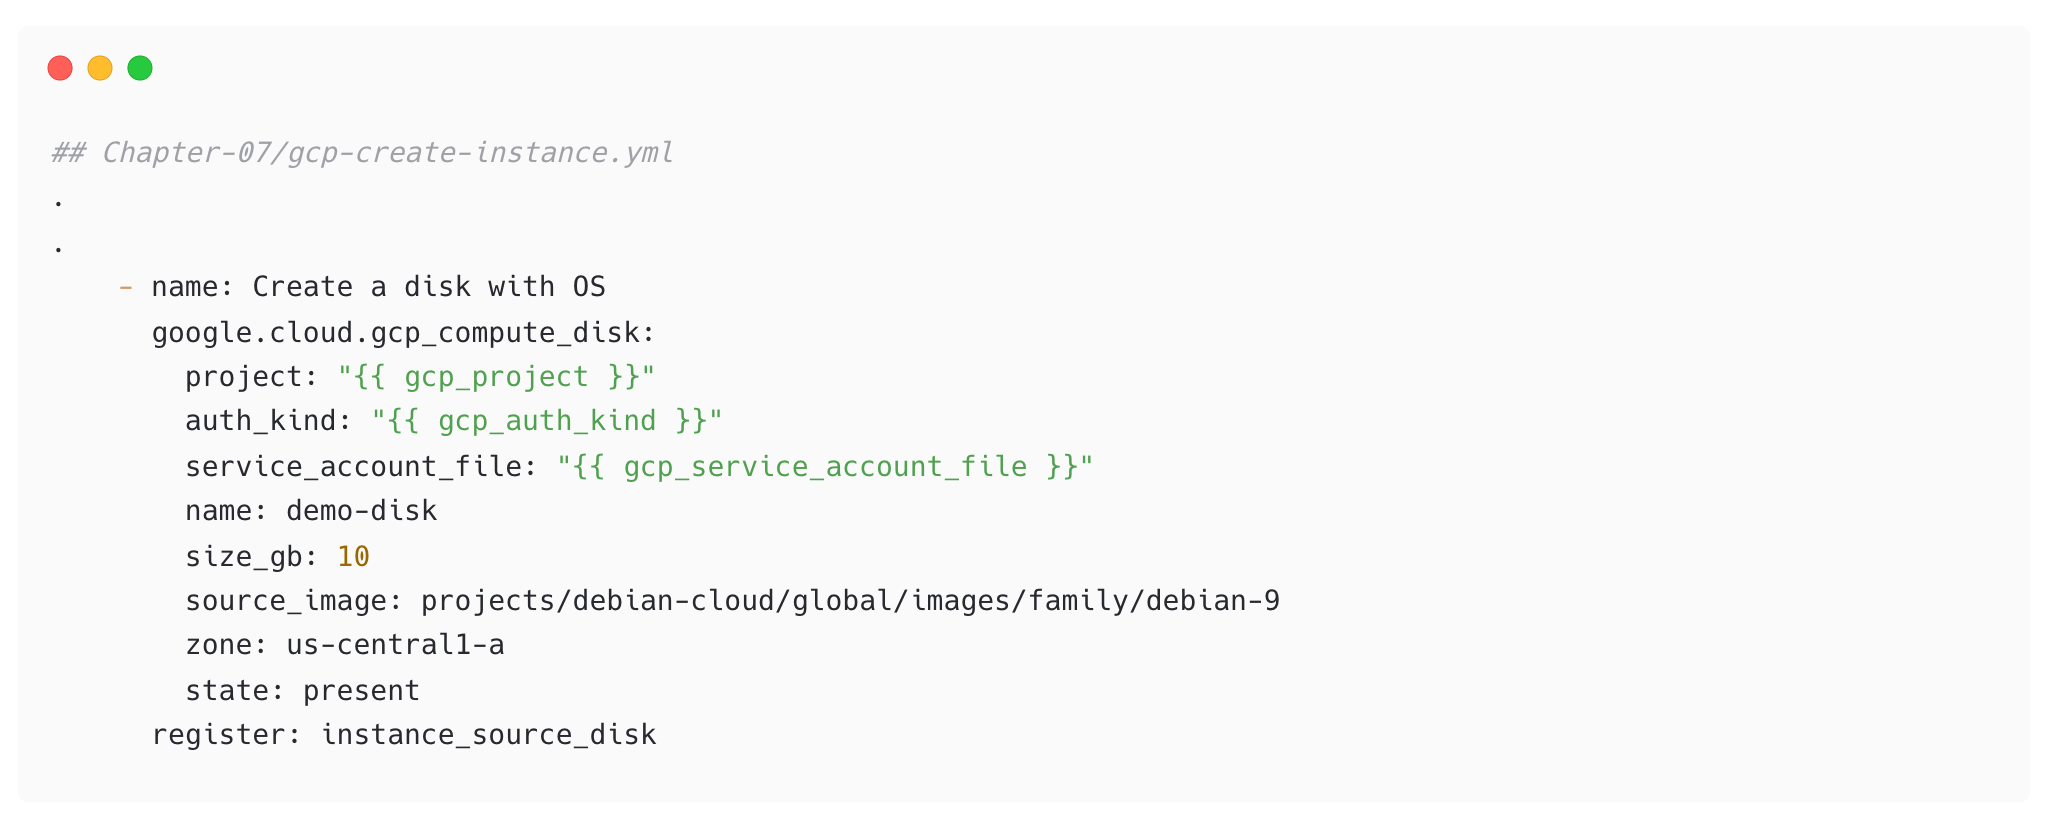 ## Chapter-07/gcp-create-instance.yml
.
.
    - name: Create a disk with OS
      google.cloud.gcp_compute_disk:
        project: "{{ gcp_project }}"
        auth_kind: "{{ gcp_auth_kind }}"
        service_account_file: "{{ gcp_service_account_file }}"
        name: demo-disk
        size_gb: 10
        source_image: projects/debian-cloud/global/images/family/debian-9
        zone: us-central1-a
        state: present
      register: instance_source_disk